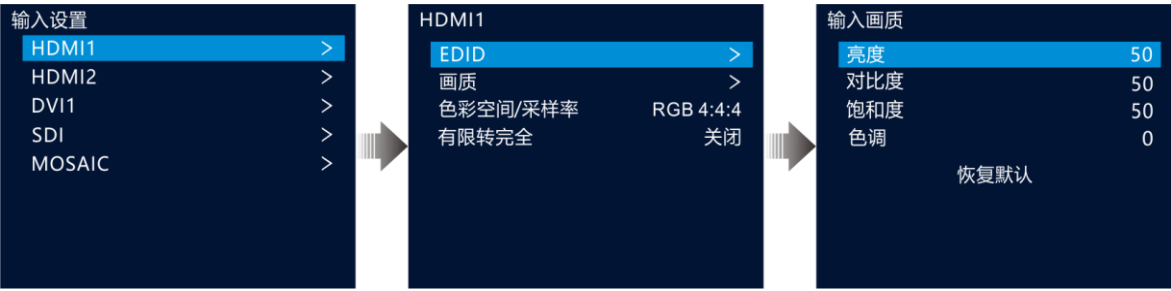 输入设置
HDMI1 >
HDMI2 >
DVI1 >
SDI >
MOSAIC >
HDMI1
EDID >
画质 >
色彩空间/采样率 RGB 4:4:4
有限转完全 关闭
输入画质
亮度 50
对比度 50
饱和度 50
色调 0
恢复默认